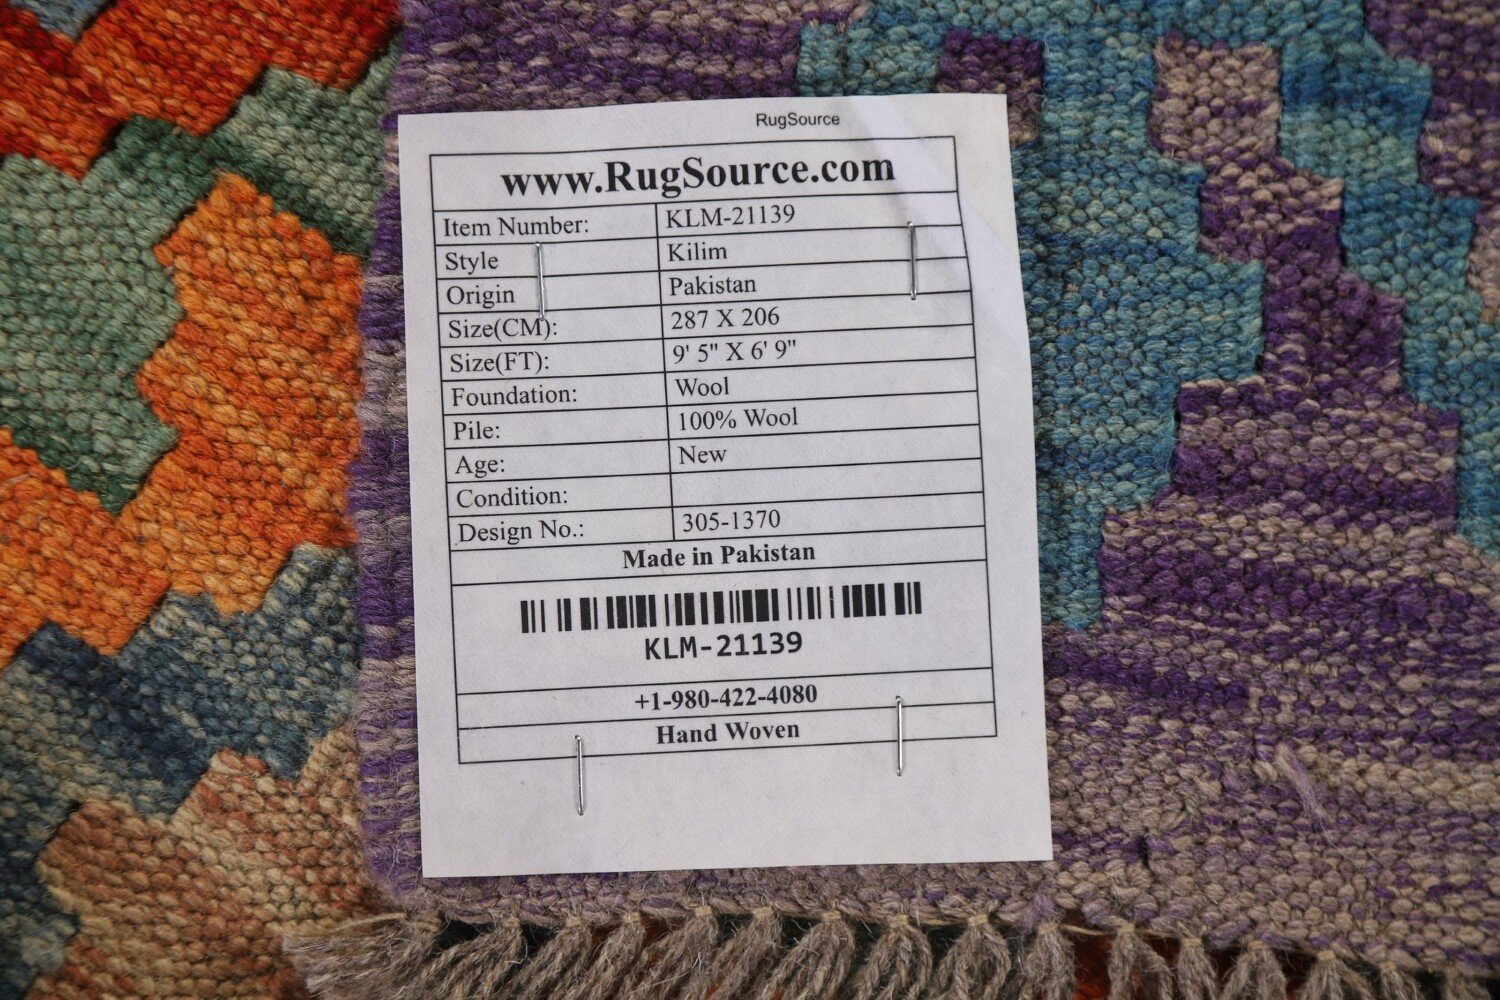 RugSource
www.RugSource.com
Item Number: KLM-21139
Style Kilim
Origin Pakistan
Size(CM): 287 X 206
Size(FT): 9' 5" X 6' 9"
Foundation: Wool
Pile: 100% Wool
Age: New
Condition:
Design No.: 305-1370
Made in Pakistan
KLM-21139
+1-980-422-4080
Hand Woven